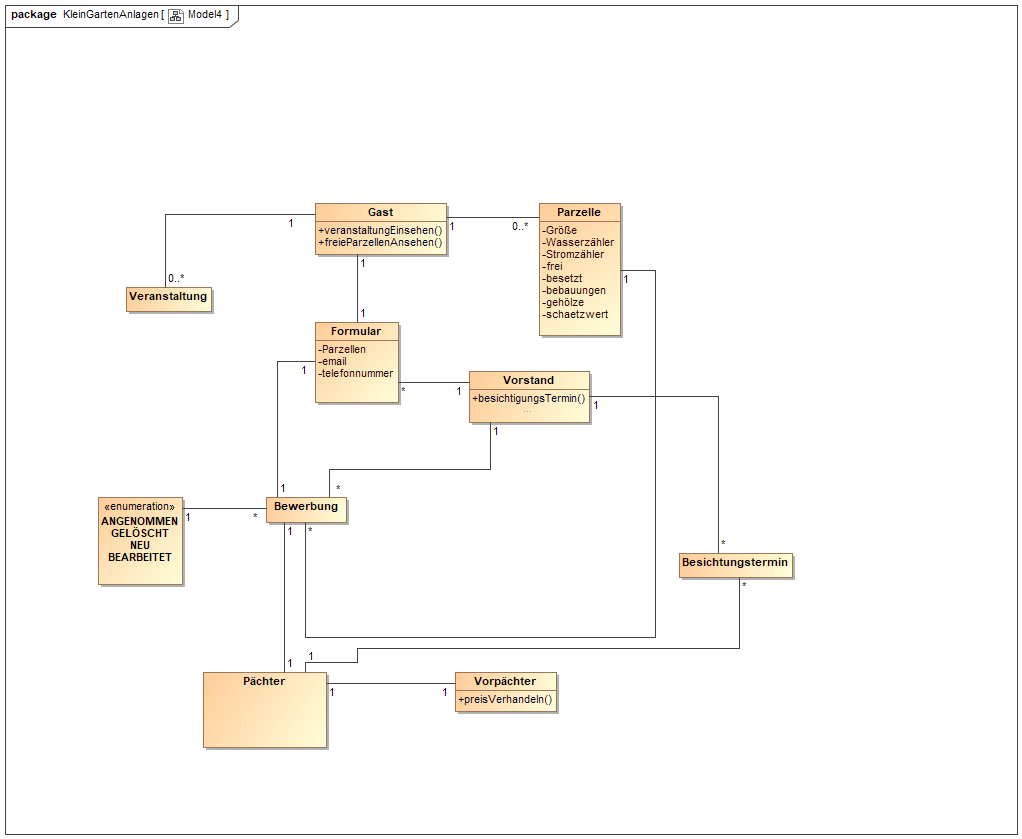 package KleinGartenAnlagen [ Model4 ]
Gast
+veranstaltungEinsehen()
+freieParzellenAnsehen()
1
0..*
Veranstaltung
1
0..*
Parzelle
-Größe
-Wasserzähler
-Stromzähler
-frei
-besetzt
-bebauungen
-gehölze
-schaetzwert
1
1
1
Formular
-Parzellen
-email
-telefonnummer
1
*
1
Vorstand
+besichtigungsTermin()
...
1
1
1
*
«enumeration»
ANGENOMMEN
GELÖSCHT
NEU
BEARBEITET
1
*
Bewerbung
1
*
*
Besichtungstermin
*
1
1
Pächter
1
1
Vorpächter
+preisVerhandeln()